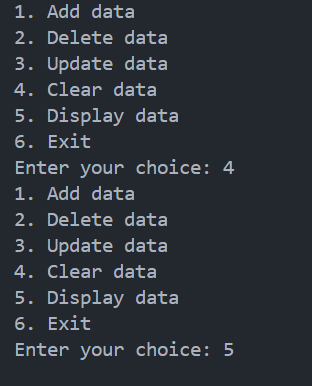 1. Add data
2. Delete data
3. Update data
4. Clear data
5. Display data
6. Exit
Enter your choice: 4
1. Add data
2. Delete data
3. Update data
4. Clear data
5. Display data
6. Exit
Enter your choice: 5